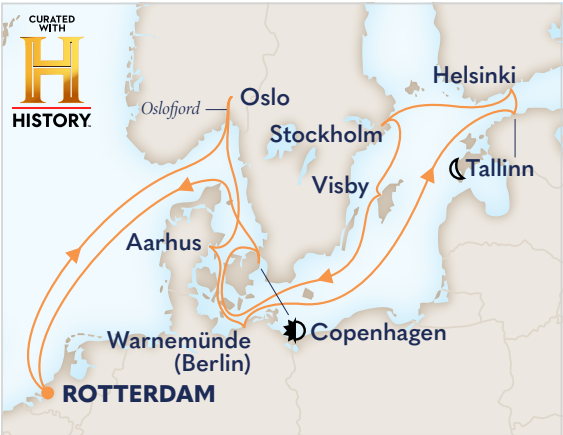 CURATED
WITH
H
HISTORY.
Oslofjord
Oslo
Helsinki
Stockholm
Tallinn
Visby
Aarhus
Copenhagen
Warnemünde
(Berlin)
ROTTERDAM